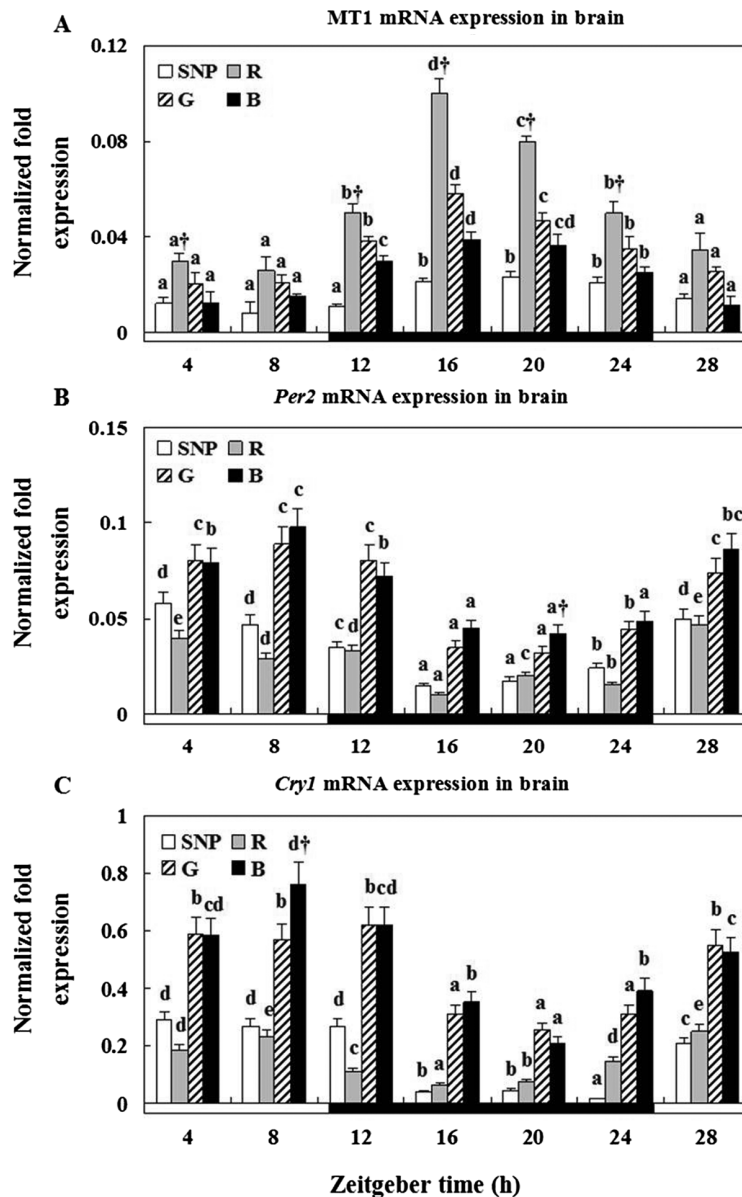 A
MT1 mRNA expression in brain
Normalized fold
expression
0.12
0.08
0.04
0
SNP R
G B
a a† a a
a a a a
a b† b c
b d† d d
b c† c cd
b b† b b
a a a a
4 8 12 16 20 24 28
B
Per2 mRNA expression in brain
Normalized fold
expression
0.15
0.1
0.05
0
SNP R
G B
d e c b
d d c c
c d c b
a a a a
a c a a†
b b b a
d e c bc
4 8 12 16 20 24 28
C
Cry1 mRNA expression in brain
Normalized fold
expression
1
0.8
0.6
0.4
0.2
0
SNP R
G B
d d b cd
d e b d†
d c b cd
b a a b
b b a a
a d a b
c e b c
4 8 12 16 20 24 28
Zeitgeber time (h)